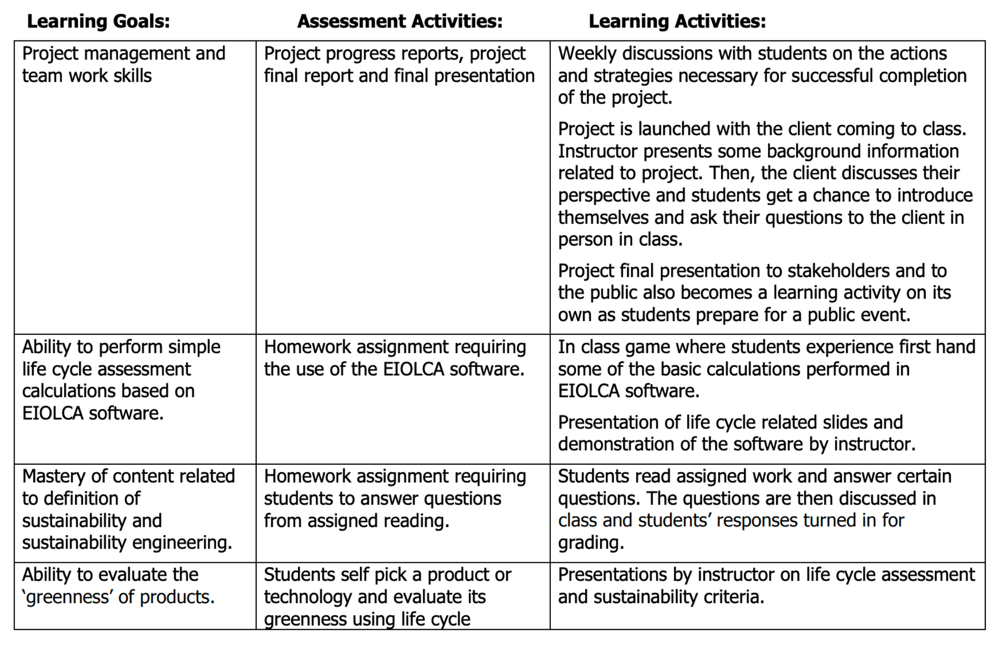 Learning Goals:
Assessment Activities:
Learning Activities:
Project management and
team work skills
Project progress reports, project
final report and final presentation
Weekly discussions with students on the actions
and strategies necessary for successful completion
of the project.
Project is launched with the client coming to class.
Instructor presents some background information
related to project. Then, the client discusses their
perspective and students get a chance to introduce
themselves and ask their questions to the client in
person in class.
Project final presentation to stakeholders and to
the public also becomes a learning activity on its
own as students prepare for a public event.
Ability to perform simple
life cycle assessment
calculations based on
EIOLCA software.
Homework assignment requiring
the use of the EIOLCA software.
In class game where students experience first hand
some of the basic calculations performed in
EIOLCA software.
Presentation of life cycle related slides and
demonstration of the software by instructor.
Mastery of content related
to definition of
sustainability and
sustainability engineering.
Homework assignment requiring
students to answer questions
from assigned reading.
Students read assigned work and answer certain
questions. The questions are then discussed in
class and students’ responses turned in for
grading.
Ability to evaluate the
‘greenness’ of products.
Students self pick a product or
technology and evaluate its
greenness using life cycle
Presentations by instructor on life cycle assessment
and sustainability criteria.